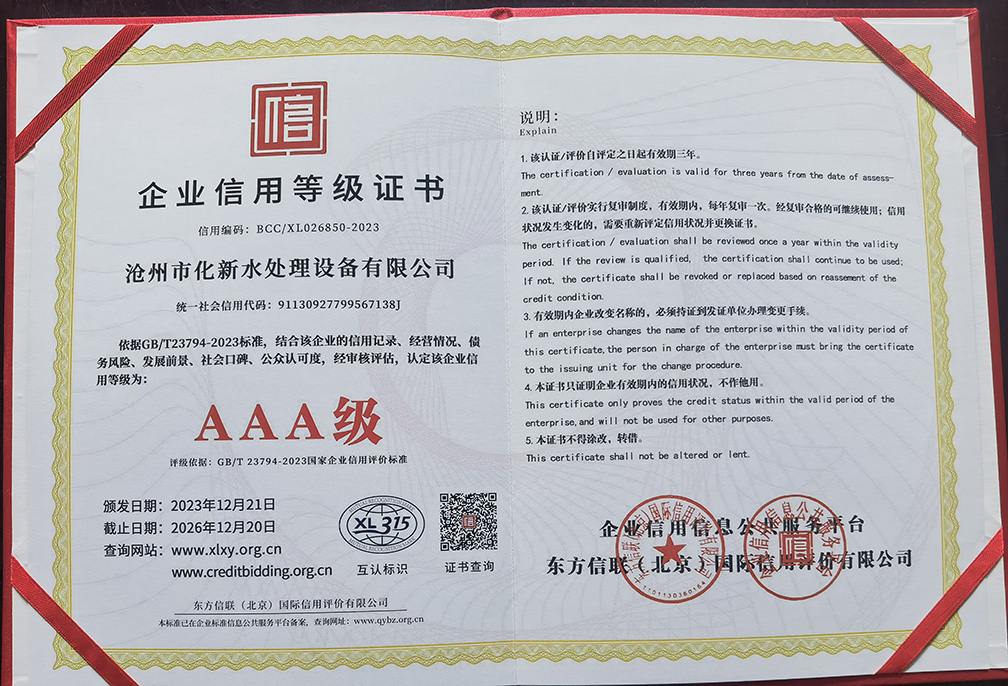 信
企业信用等级证书
信用编码：BCC/XL026850-2023
沧州市化新水处理设备有限公司
统一社会信用代码：91130927799567138J
依据GB/T23794-2023标准，结合该企业的信用记录、经营情况、债
务风险、发展前景、社会口碑、公众认可度，经审核评估，认定该企业信
用等级为：
AAA级
评级依据：GB/T 23794-2023国家企业信用评价标准
颁发日期：2023年12月21日
截止日期：2026年12月20日
查询网站：www.xlxy.org.cn
www.creditbidding.org.cn
XL315
互认标识
信
证书查询
东方信联（北京）国际信用评价有限公司
本标准已在企业标准信息公共服务平台备案，查询网址：www.qybz.org.cn
说明：
Explain
1. 该认证/评价自评定之日起有效期三年。
The certification / evaluation is valid for three years from the date of assess-
ment.
2. 该认证/评价实行复审制度，有效期内，每年复审一次。经复审合格的可继续使用；信用
状况发生变化的，需要重新评定信用状况并更换证书。
The certification / evaluation shall be reviewed once a year within the validity
period. If the review is qualified, the certification shall continue to be used;
If not, the certificate shall be revoked or replaced based on reassement of the
credit condition.
3. 有效期内企业改变名称的，必须持证到发证单位办理变更手续。
If an enterprise changes the name of the enterprise within the validity period of
this certificate,the person in charge of the enterprise must bring the certificate
to the issuing unit for the change procedure.
4. 本证书只证明企业有效期内的信用状况，不作他用。
This certificate only proves the credit status within the valid period of the
enterprise,and will not be used for other purposes.
5. 本证书不得涂改，转借。
This certificate shall not be altered or lent.
企业信用信息公共服务平台
东方信联（北京）国际信用评价有限公司
1101130360164
信